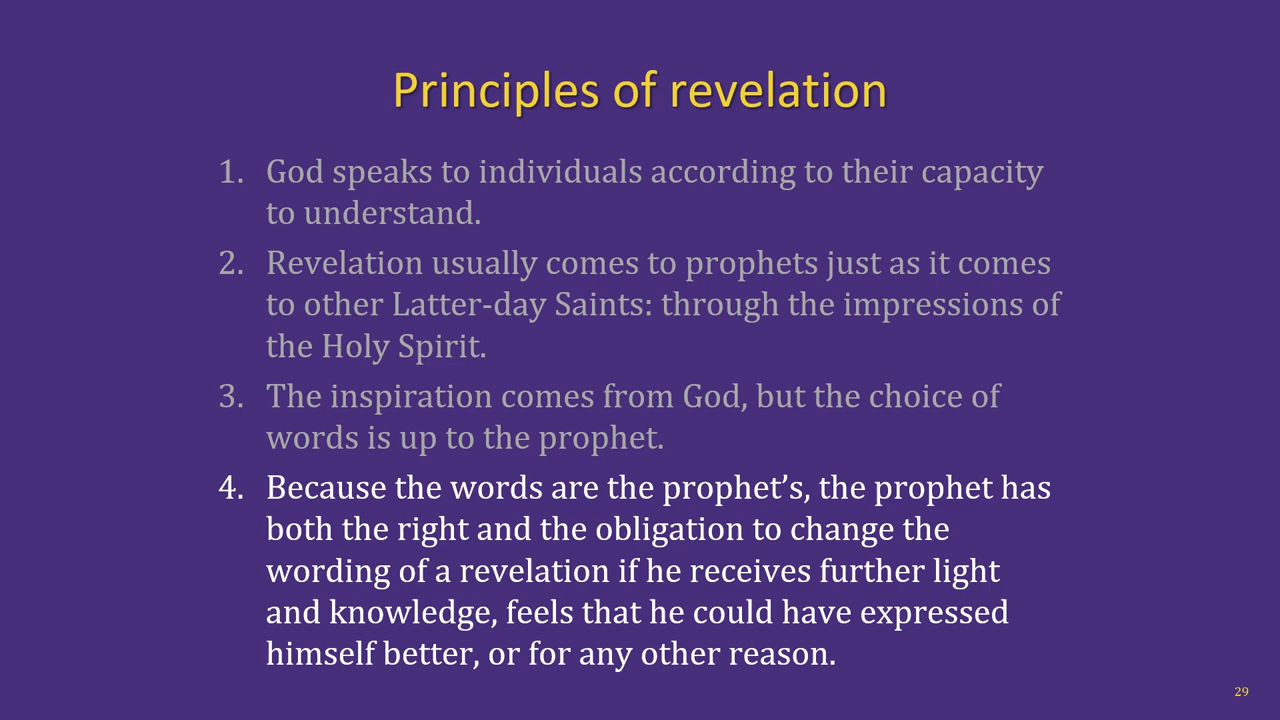 Principles of revelation
1. God speaks to individuals according to their capacity
to understand.
2. Revelation usually comes to prophets just as it comes
to other Latter-day Saints: through the impressions of
the Holy Spirit.
3. The inspiration comes from God, but the choice of
words is up to the prophet.
4. Because the words are the prophet’s, the prophet has
both the right and the obligation to change the
wording of a revelation if he receives further light
and knowledge, feels that he could have expressed
himself better, or for any other reason.
29